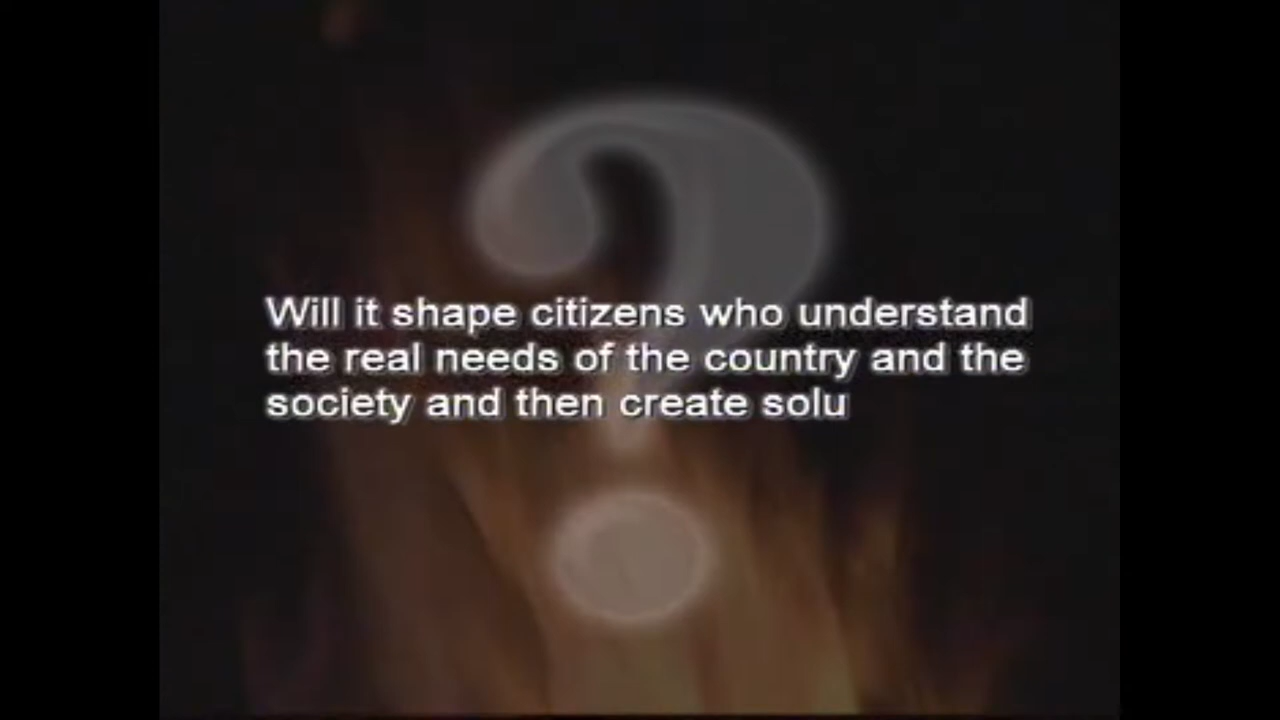 Will it shape citizens who understand
the real needs of the country and the
society and then create solu